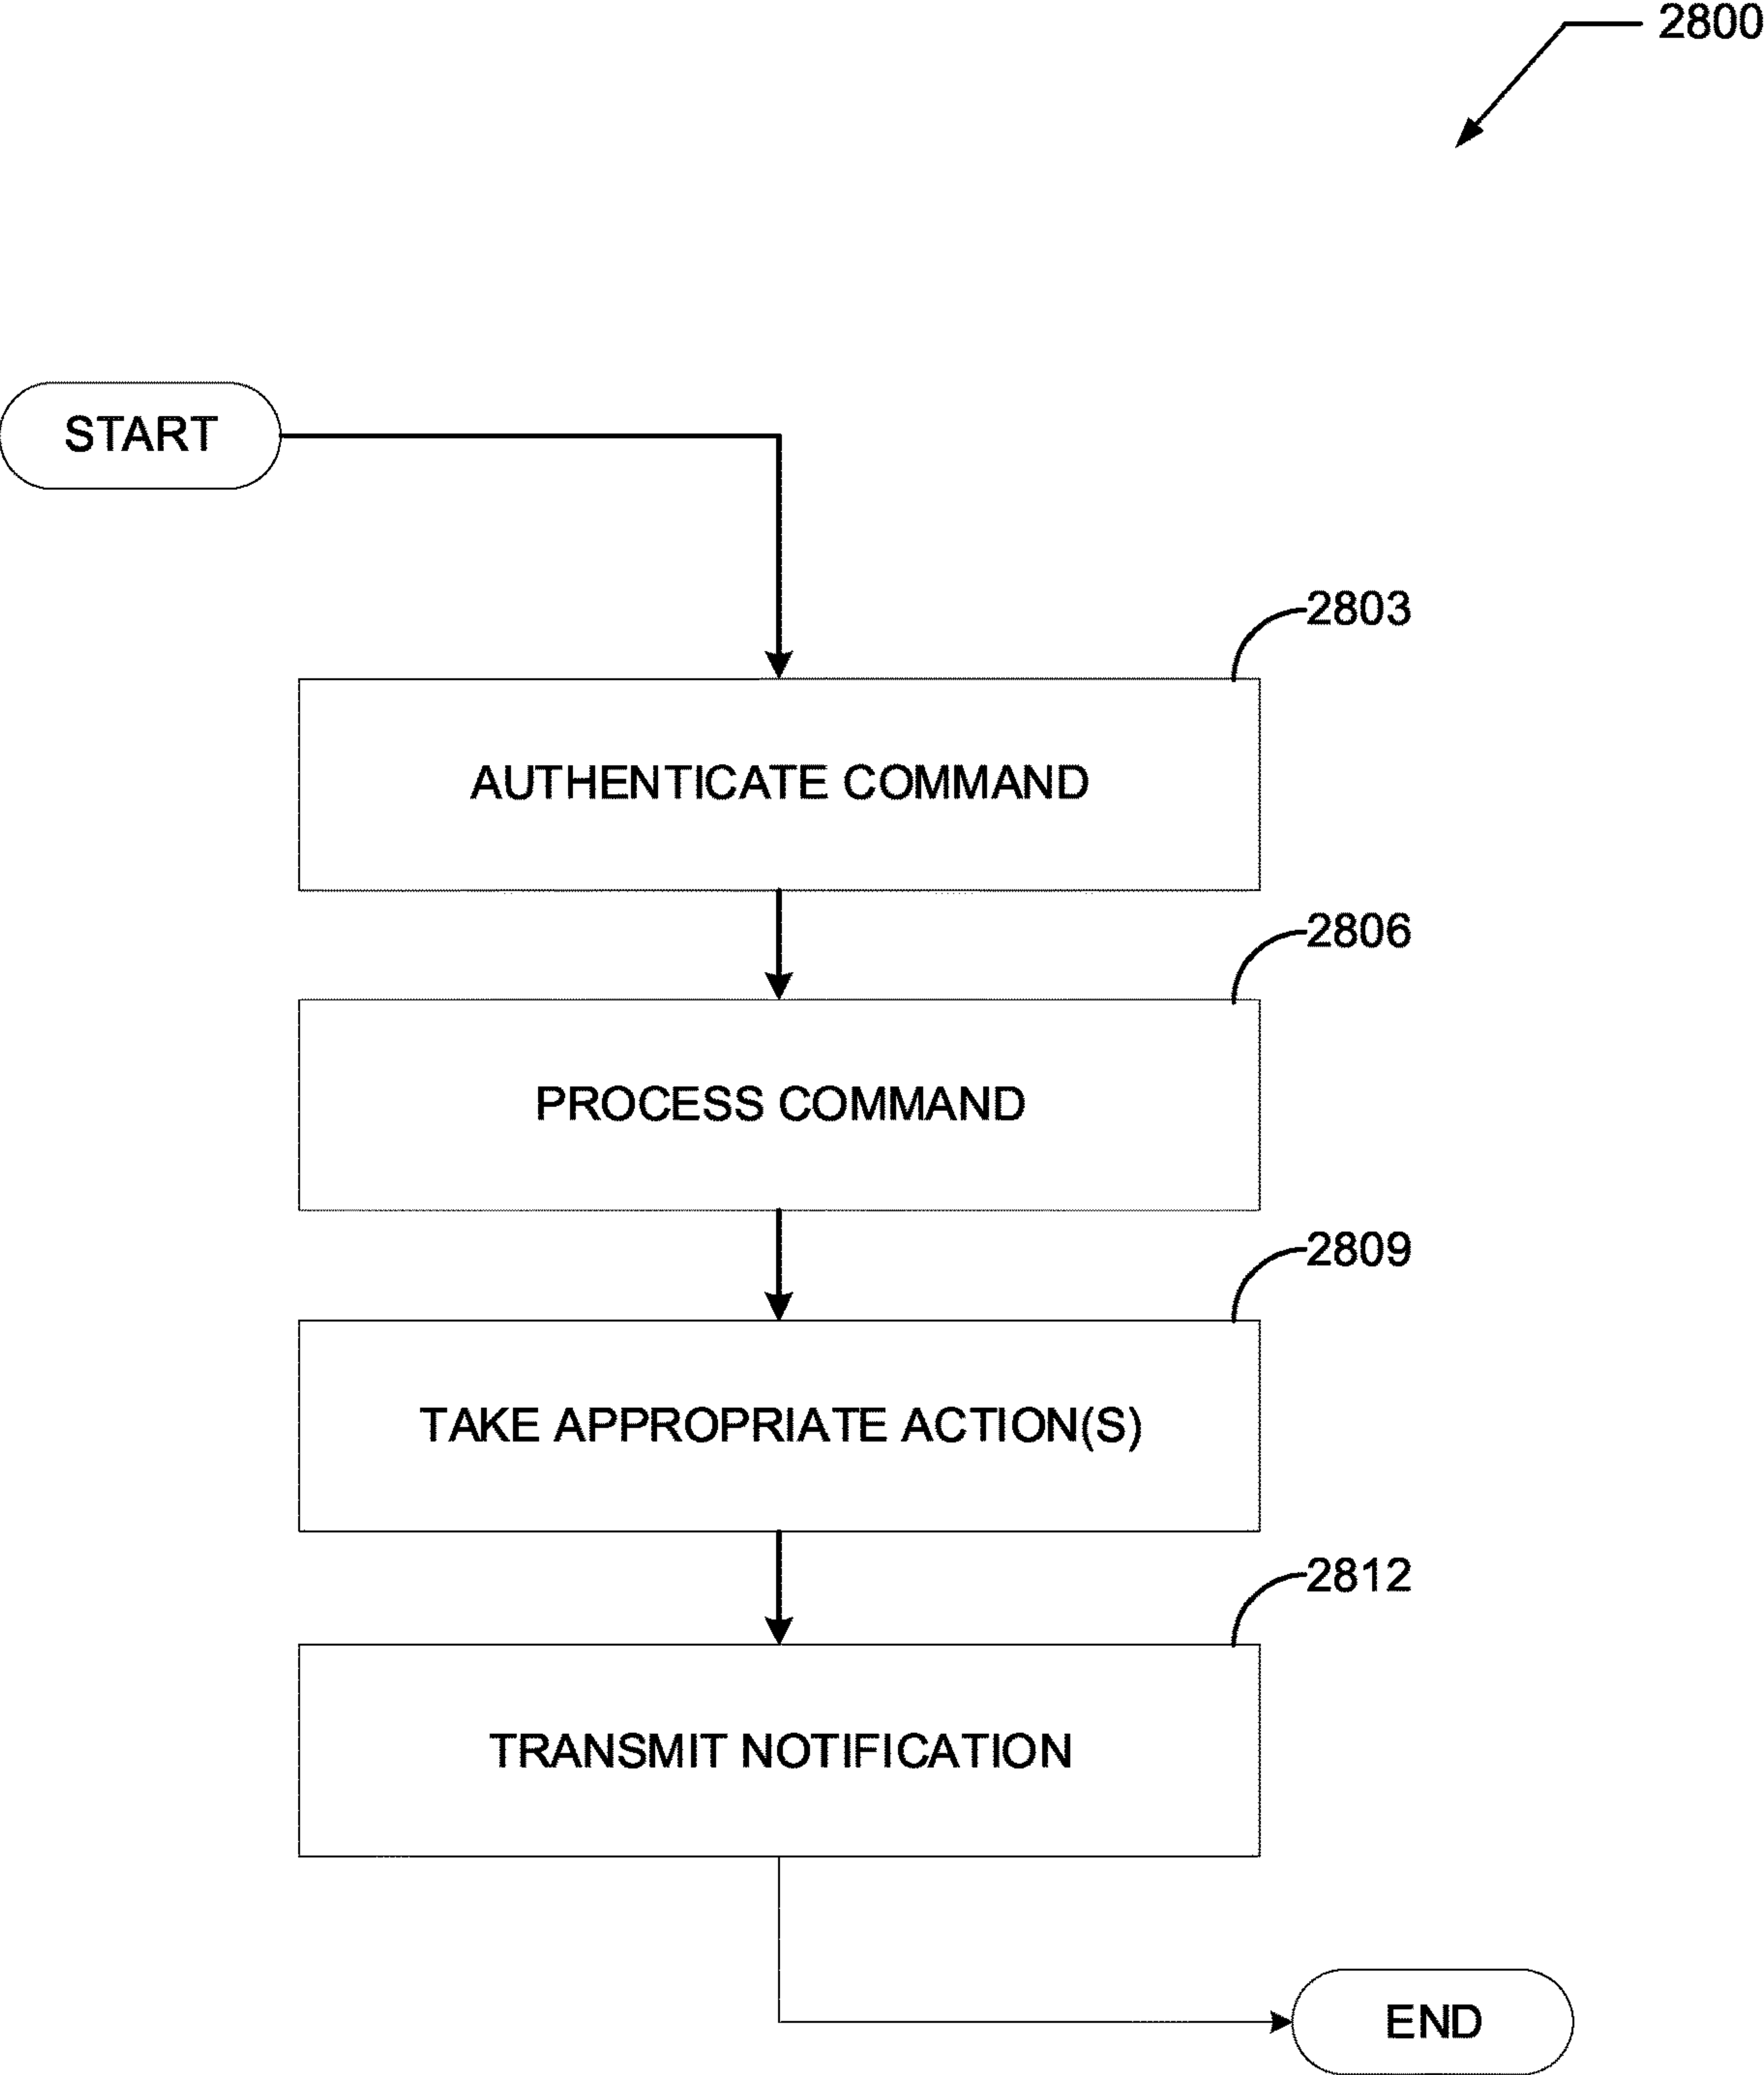 2800
START
2803
AUTHENTICATE COMMAND
2806
PROCESS COMMAND
2809
TAKE APPROPRIATE ACTION(S)
2812
TRANSMIT NOTIFICATION
END